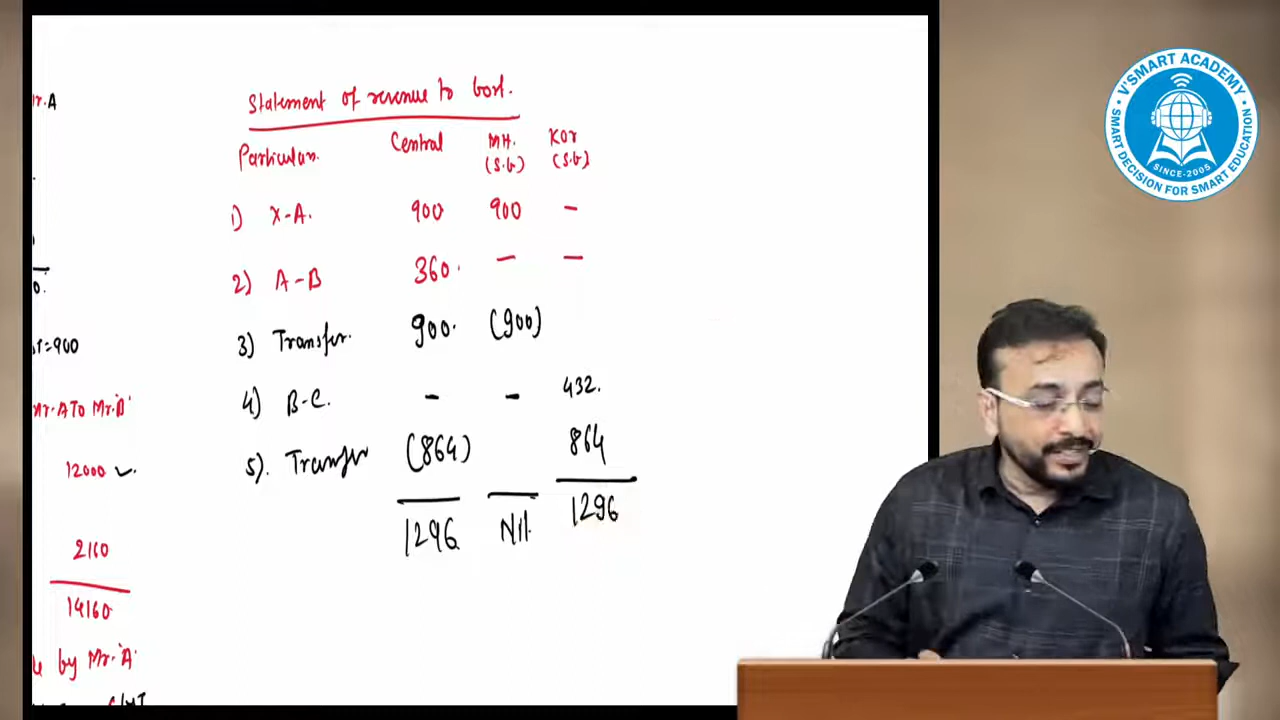 Mr.A
Statement of revenue to Govt.
Particulars. Central MH. (S.G) Kar (S.G)
1) X-A. 900 900 -
0.
2) A-B 360. - -
ST=900
3) Transfer. 900. (900)
4) B-C. - - 432.
Mr.A To Mr.'B'
5). Transfer (864) 864
12000 ✓.
1296 Nil. 1296
2160
14160
by Mr.'A'
V'SMART ACADEMY
SINCE-2005
SMART DECISION FOR SMART EDUCATION